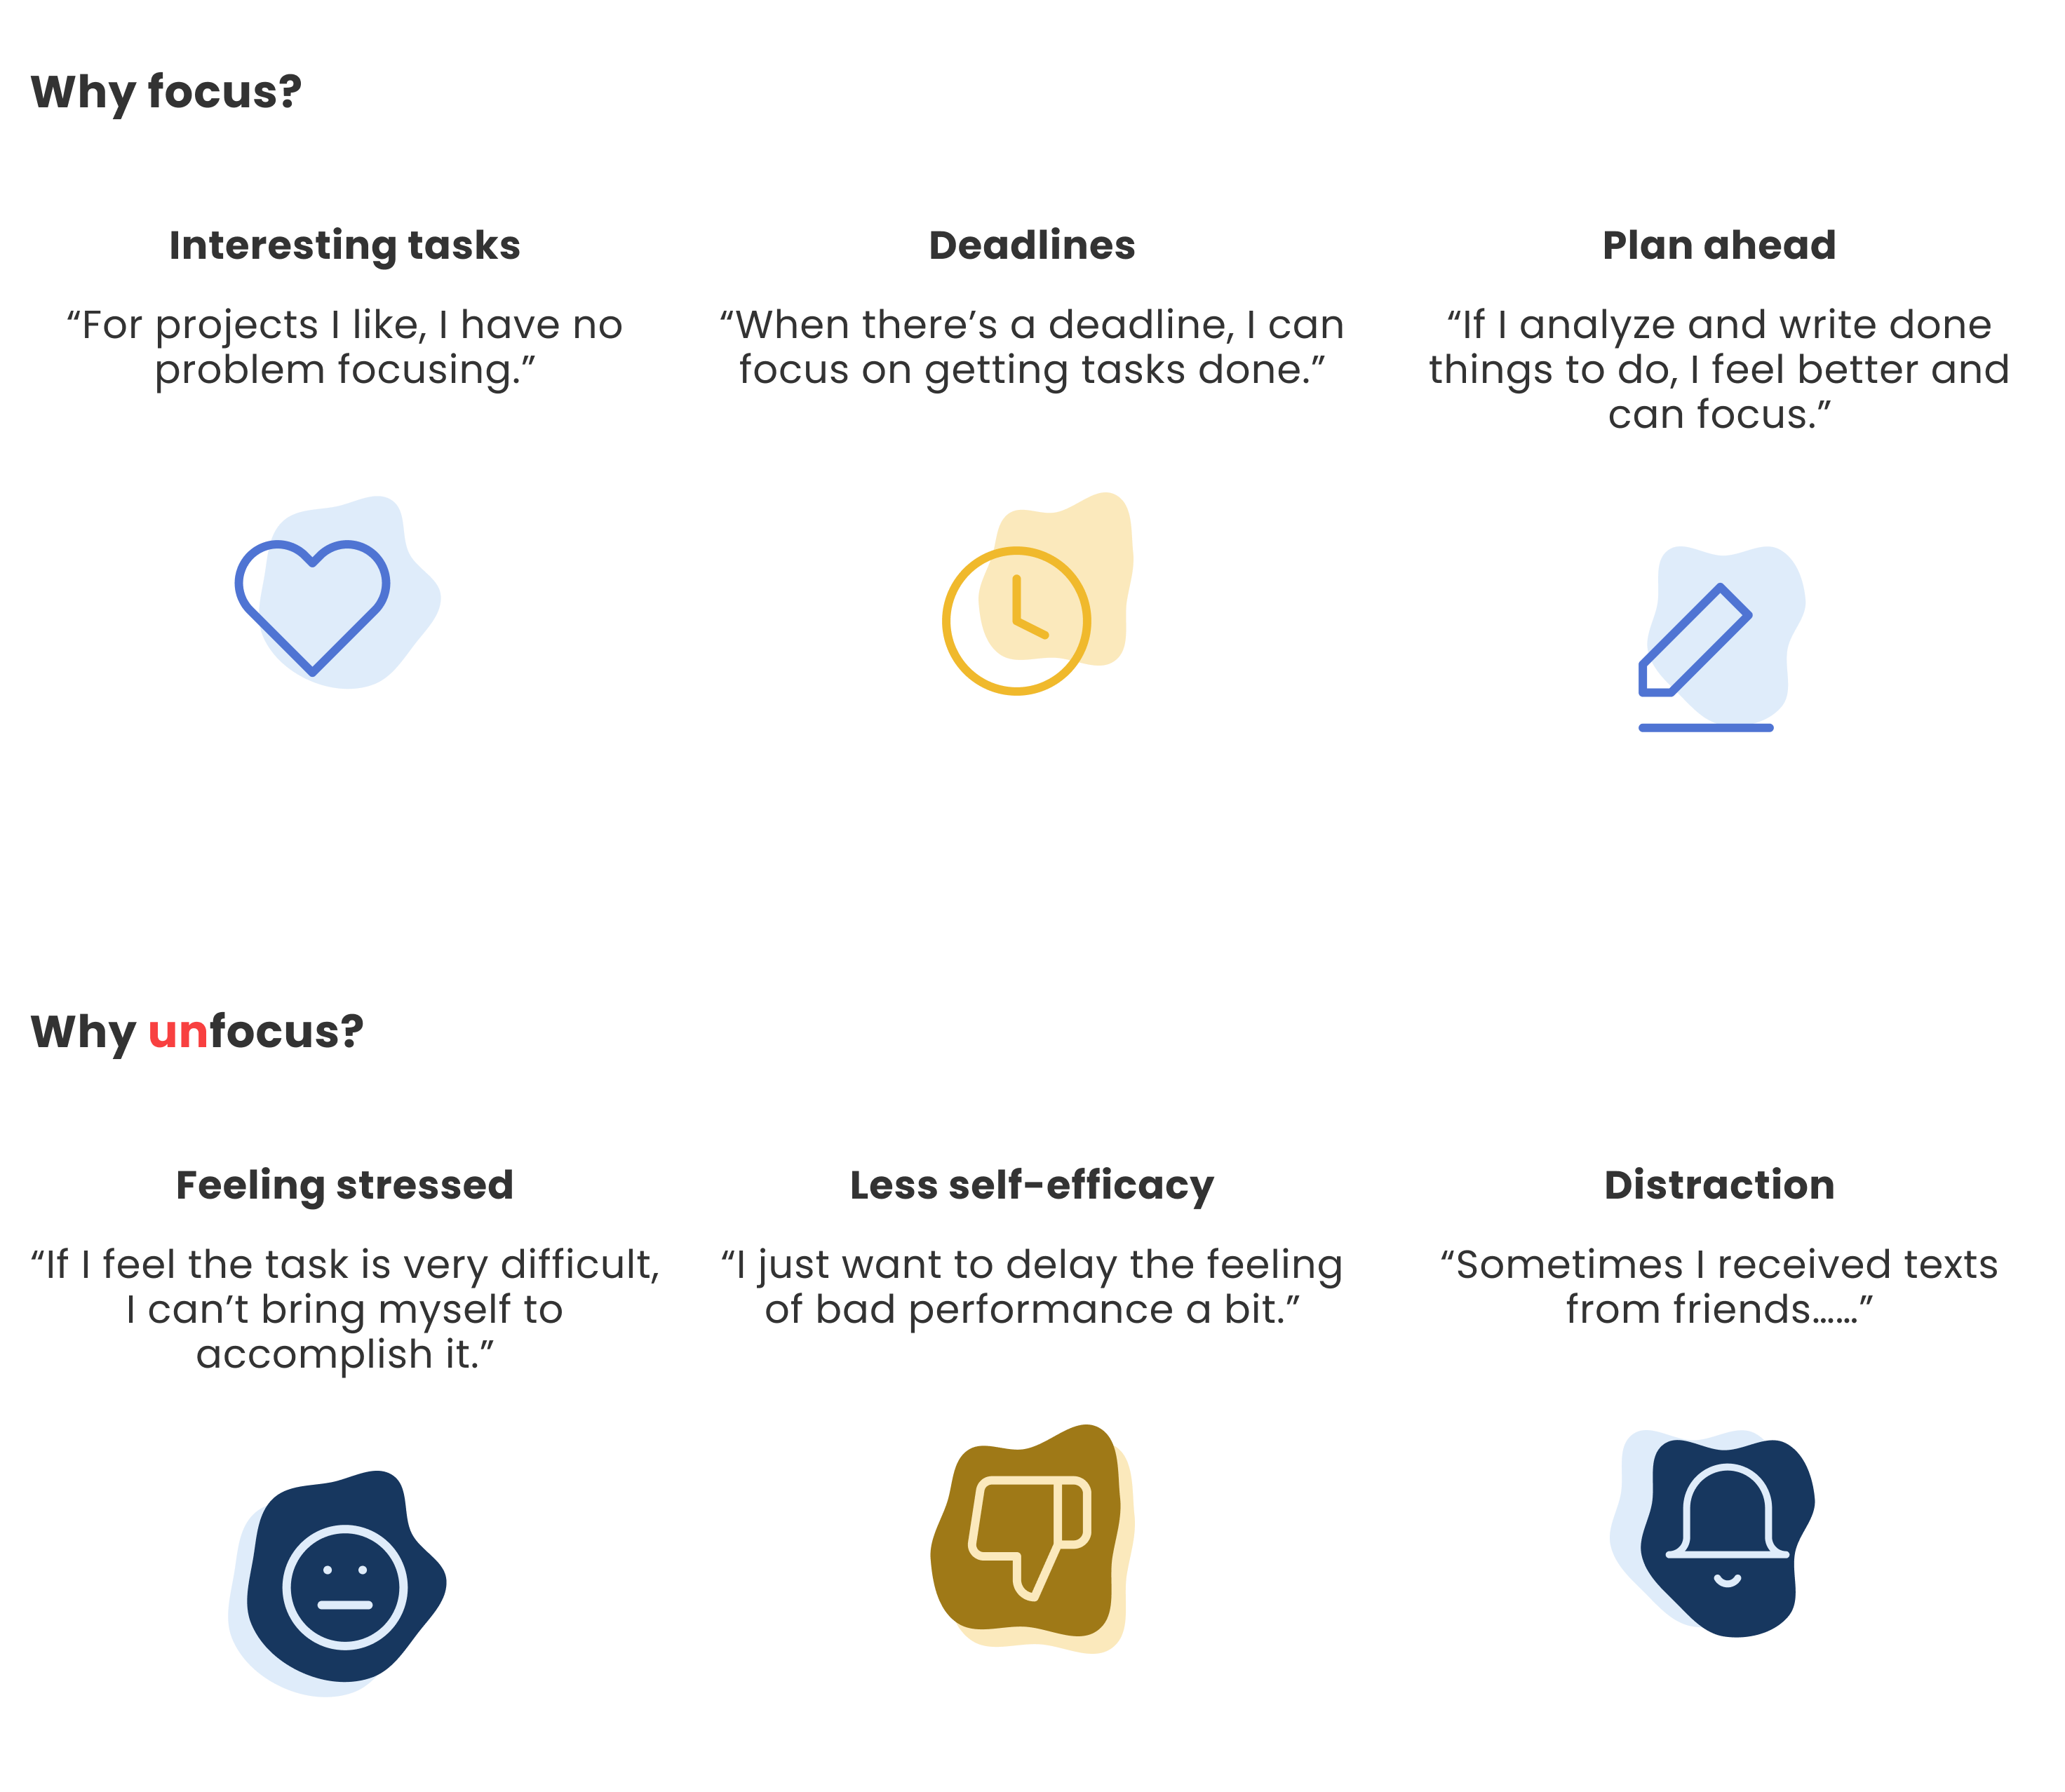 Why focus?
Interesting tasks
“For projects I like, I have no
problem focusing.”
Deadlines
“When there’s a deadline, I can
focus on getting tasks done.”
Plan ahead
“If I analyze and write done
things to do, I feel better and
can focus.”
Why unfocus?
Feeling stressed
“If I feel the task is very difficult,
I can’t bring myself to
accomplish it.”
Less self-efficacy
“I just want to delay the feeling
of bad performance a bit.”
Distraction
“Sometimes I received texts
from friends……”